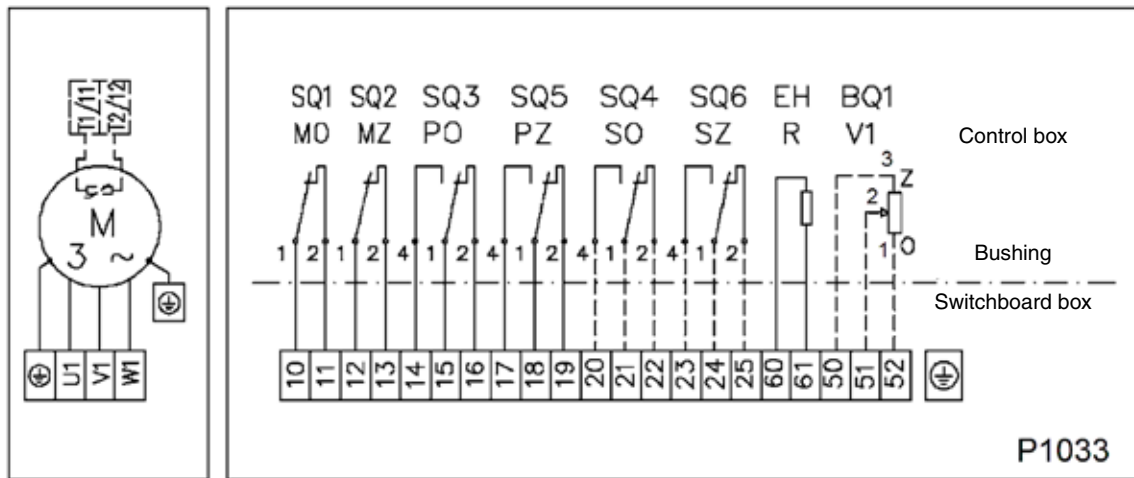 T1/11
T2/12
M
3 ~
U1 V1 W1
SQ1 SQ2 SQ3 SQ5 SQ4 SQ6 EH BQ1
MO MZ PO PZ SO SZ R V1
Control box
3 Z
2
1 2 1 2 4 1 2 4 1 2 4 1 2 4 1 2 1 O
Bushing
Switchboard box
10 11 12 13 14 15 16 17 18 19 20 21 22 23 24 25 60 61 50 51 52
P1033